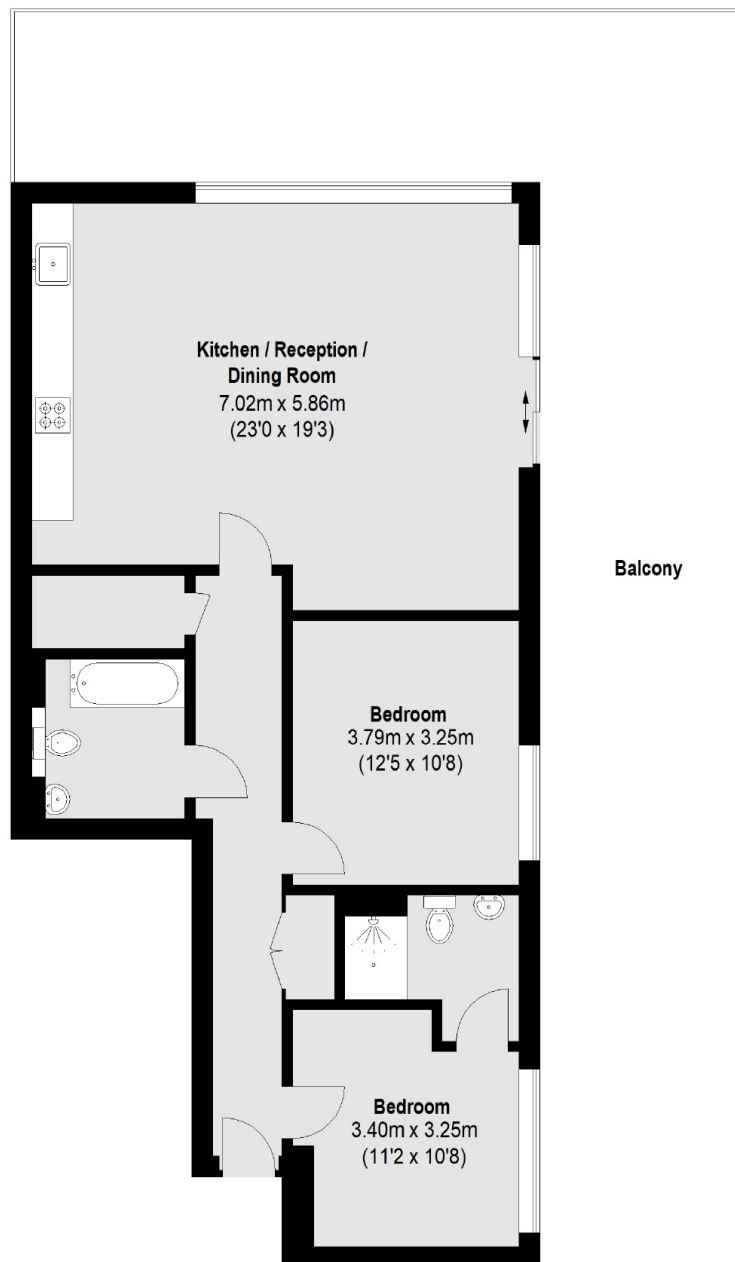 Kitchen / Reception /
Dining Room
7.02m x 5.86m
(23'0 x 19'3)
Balcony
Bedroom
3.79m x 3.25m
(12'5 x 10'8)
Bedroom
3.40m x 3.25m
(11'2 x 10'8)